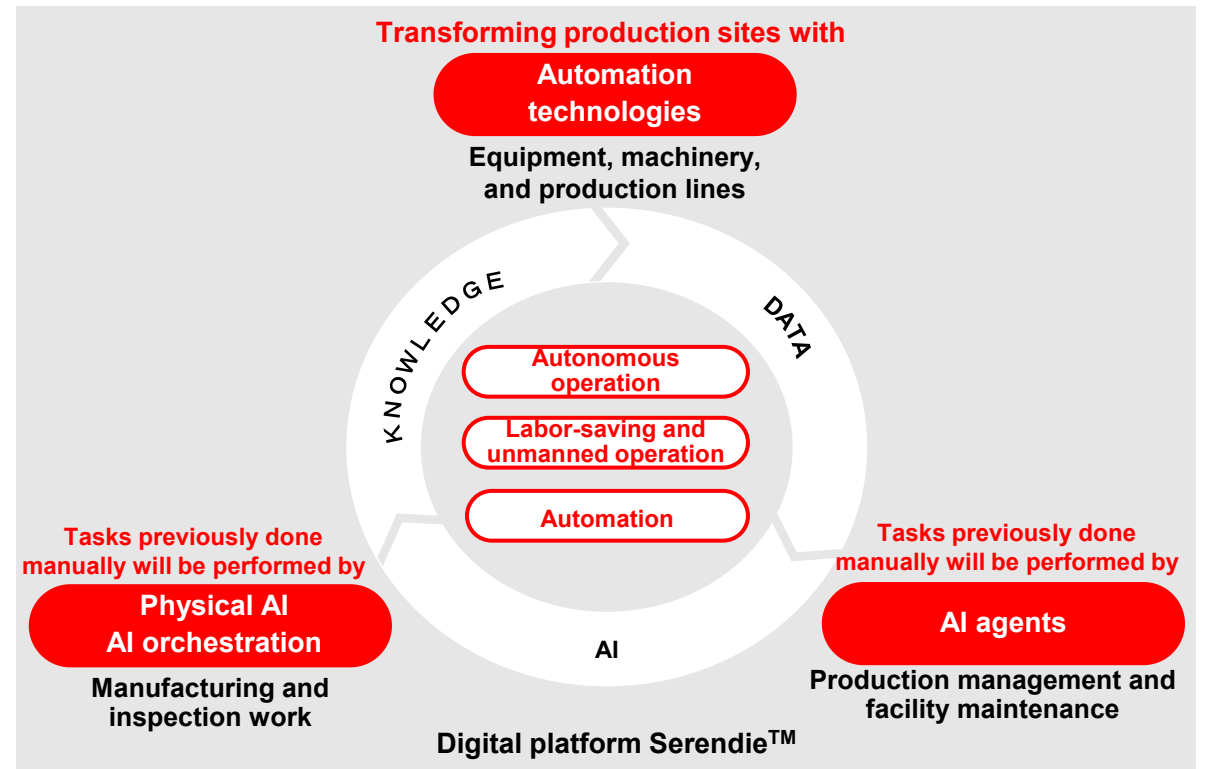 Transforming production sites with
Automation
technologies
Equipment, machinery,
and production lines
KNOWLEDGE
DATA
Autonomous
operation
Labor-saving and
unmanned operation
Automation
Tasks previously done
manually will be performed by
Physical AI
AI orchestration
Manufacturing and
inspection work
Tasks previously done
manually will be performed by
AI agents
Production management and
facility maintenance
AI
Digital platform Serendie™